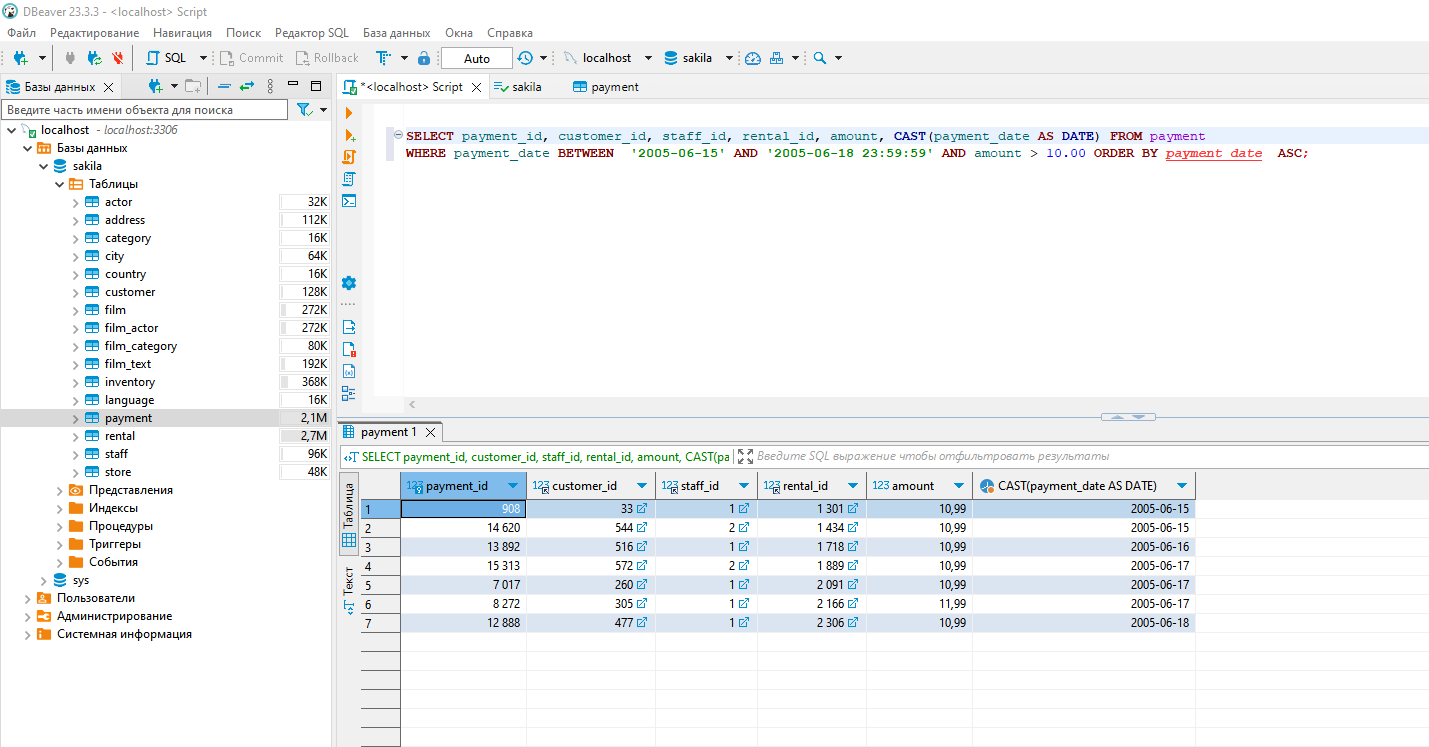 DBeaver 23.3.3 - <localhost> Script
Файл Редактирование Навигация Поиск Редактор SQL База данных Окна Справка
SQL Commit Rollback Auto localhost sakila
Базы данных
*<localhost> Script sakila payment
Введите часть имени объекта для поиска
localhost - localhost:3306
Базы данных
sakila
Таблицы
actor 32K
address 112K
category 16K
city 64K
country 16K
customer 128K
film 272K
film_actor 272K
film_category 80K
film_text 192K
inventory 368K
language 16K
payment 2,1M
rental 2,7M
staff 96K
store 48K
Представления
Индексы
Процедуры
Триггеры
События
sys
Пользователи
Администрирование
Системная информация
SELECT payment_id, customer_id, staff_id, rental_id, amount, CAST(payment_date AS DATE) FROM payment
WHERE payment_date BETWEEN '2005-06-15' AND '2005-06-18 23:59:59' AND amount > 10.00 ORDER BY payment_date ASC;
payment 1
SELECT payment_id, customer_id, staff_id, rental_id, amount, CAST(pa
Введите SQL выражение чтобы отфильтровать результаты
Таблица
Текст
123 payment_id 123 customer_id 123 staff_id 123 rental_id 123 amount CAST(payment_date AS DATE)
1 908 33 1 1 301 10,99 2005-06-15
2 14 620 544 2 1 434 10,99 2005-06-15
3 13 892 516 1 1 718 10,99 2005-06-16
4 15 313 572 2 1 889 10,99 2005-06-17
5 7 017 260 1 2 091 10,99 2005-06-17
6 8 272 305 1 2 166 11,99 2005-06-17
7 12 888 477 1 2 306 10,99 2005-06-18